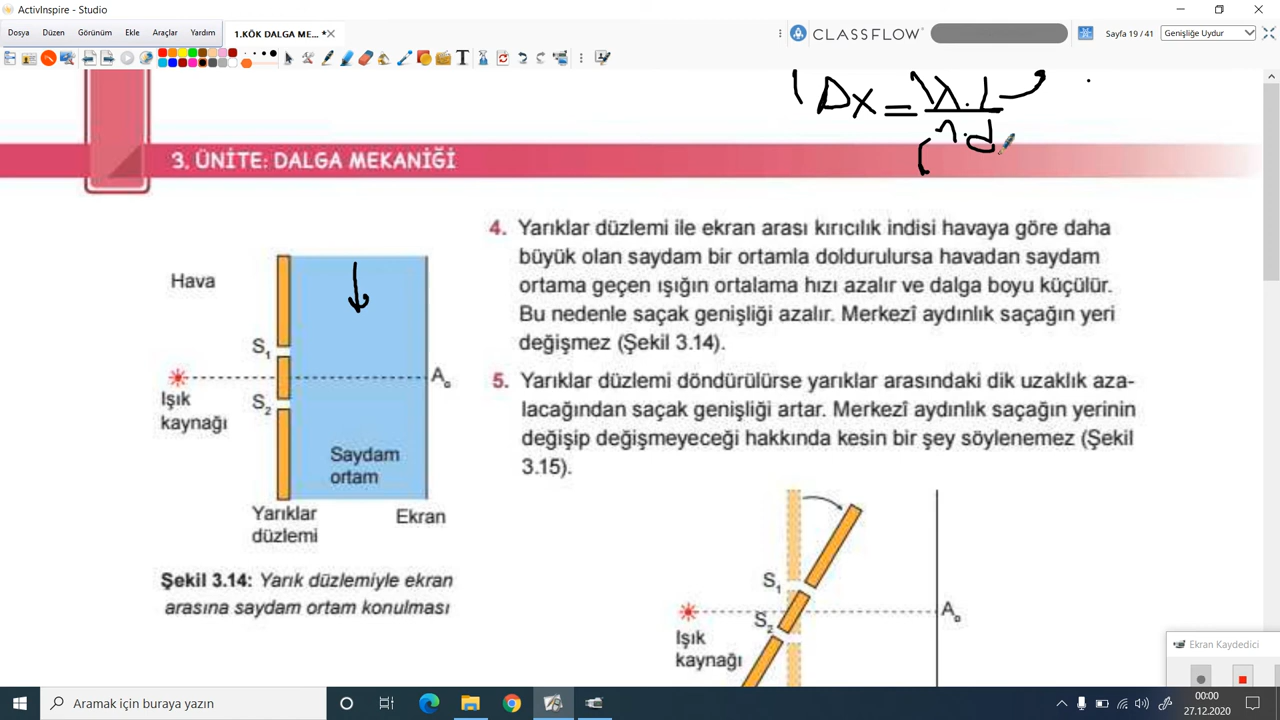 ActivInspire - Studio
Dosya Düzen Görünüm Ekle Araçlar Yardım
1.KÖK DALGA ME... *
CLASSFLOW
Sayfa 19 / 41
Genişliğe Uydur
Δx = λ.L
n.d
3. ÜNİTE: DALGA MEKANİĞİ
Hava
S1
S2
Işık
kaynağı
A0
Saydam
ortam
Yarıklar
düzlemi
Ekran
Şekil 3.14: Yarık düzlemiyle ekran
arasına saydam ortam konulması
4. Yarıklar düzlemi ile ekran arası kırıcılık indisi havaya göre daha
büyük olan saydam bir ortamla doldurulursa havadan saydam
ortama geçen ışığın ortalama hızı azalır ve dalga boyu küçülür.
Bu nedenle saçak genişliği azalır. Merkezî aydınlık saçağın yeri
değişmez (Şekil 3.14).
5. Yarıklar düzlemi döndürülürse yarıklar arasındaki dik uzaklık aza-
lacağından saçak genişliği artar. Merkezî aydınlık saçağın yerinin
değişip değişmeyeceği hakkında kesin bir şey söylenemez (Şekil
3.15).
S1
S2
Işık
kaynağı
A0
Ekran Kaydedici
Aramak için buraya yazın
00:00
27.12.2020